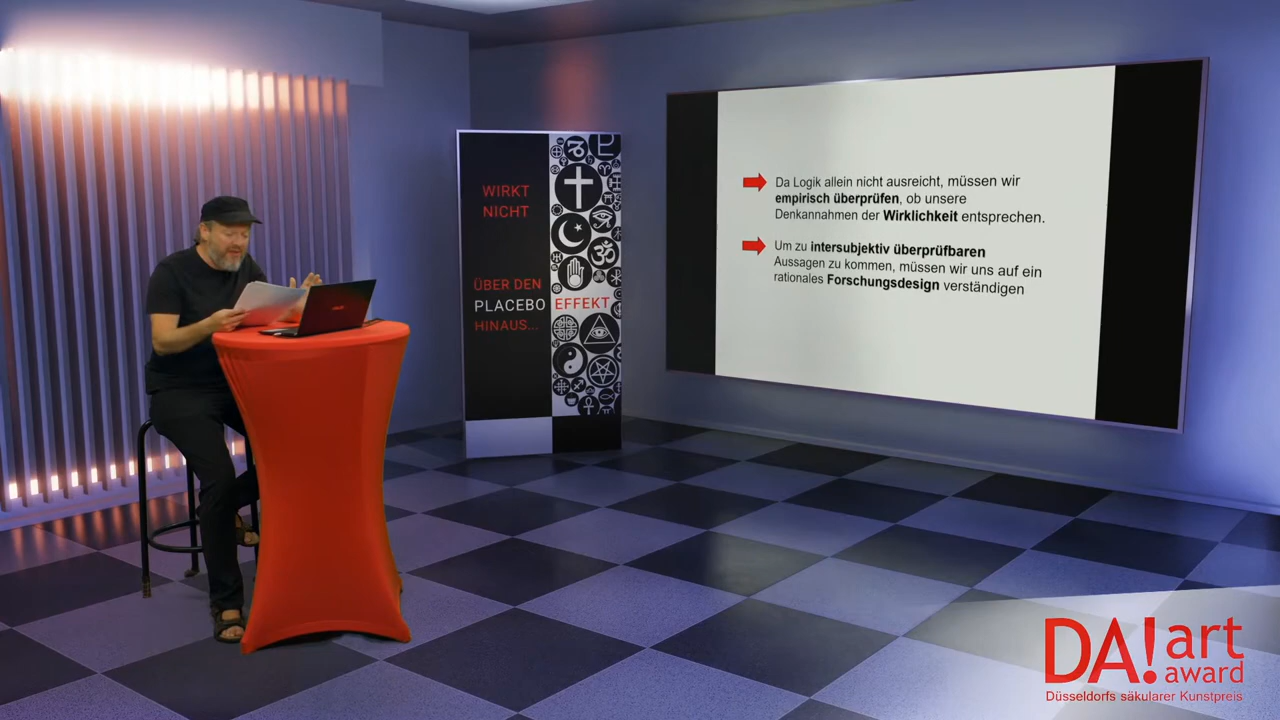 WIRKT
NICHT
ÜBER DEN
PLACEBO EFFEKT
HINAUS...
Da Logik allein nicht ausreicht, müssen wir
empirisch überprüfen, ob unsere
Denkannahmen der Wirklichkeit entsprechen.
Um zu intersubjektiv überprüfbaren
Aussagen zu kommen, müssen wir uns auf ein
rationales Forschungsdesign verständigen
DA! art
award
Düsseldorfs säkularer Kunstpreis